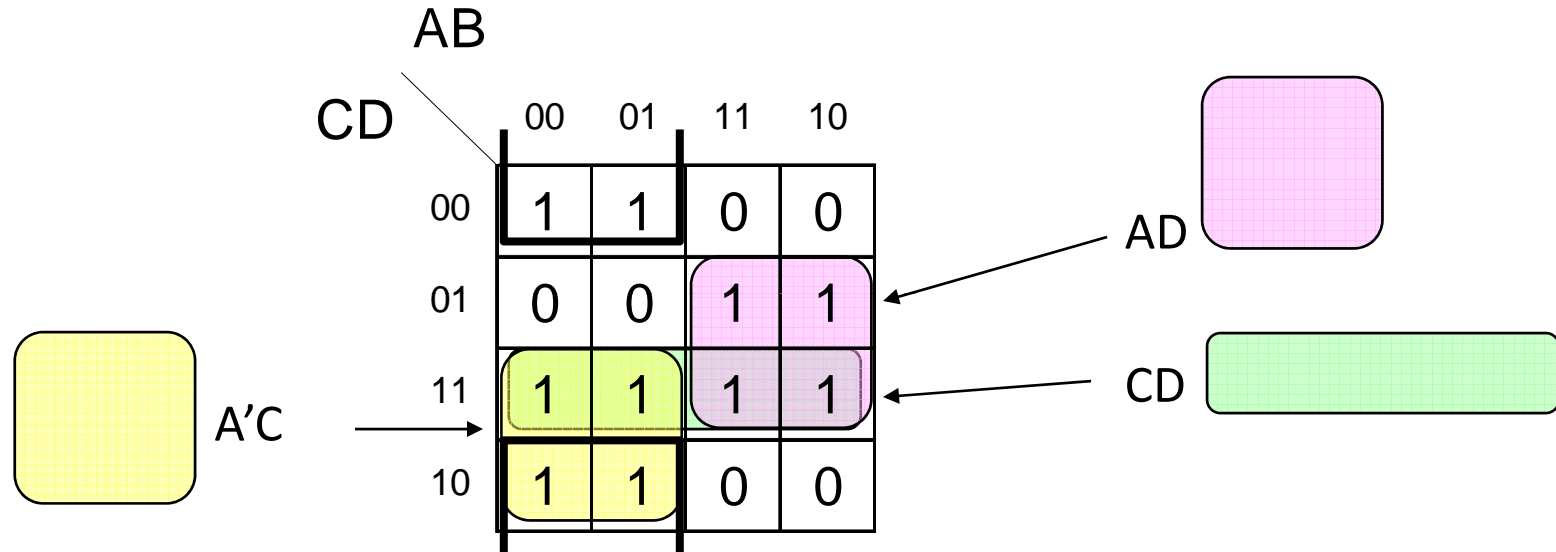 AB
CD
00 01 11 10
00 1 1 0 0
01 0 0 1 1
11 1 1 1 1
10 1 1 0 0
AD
CD
A’C